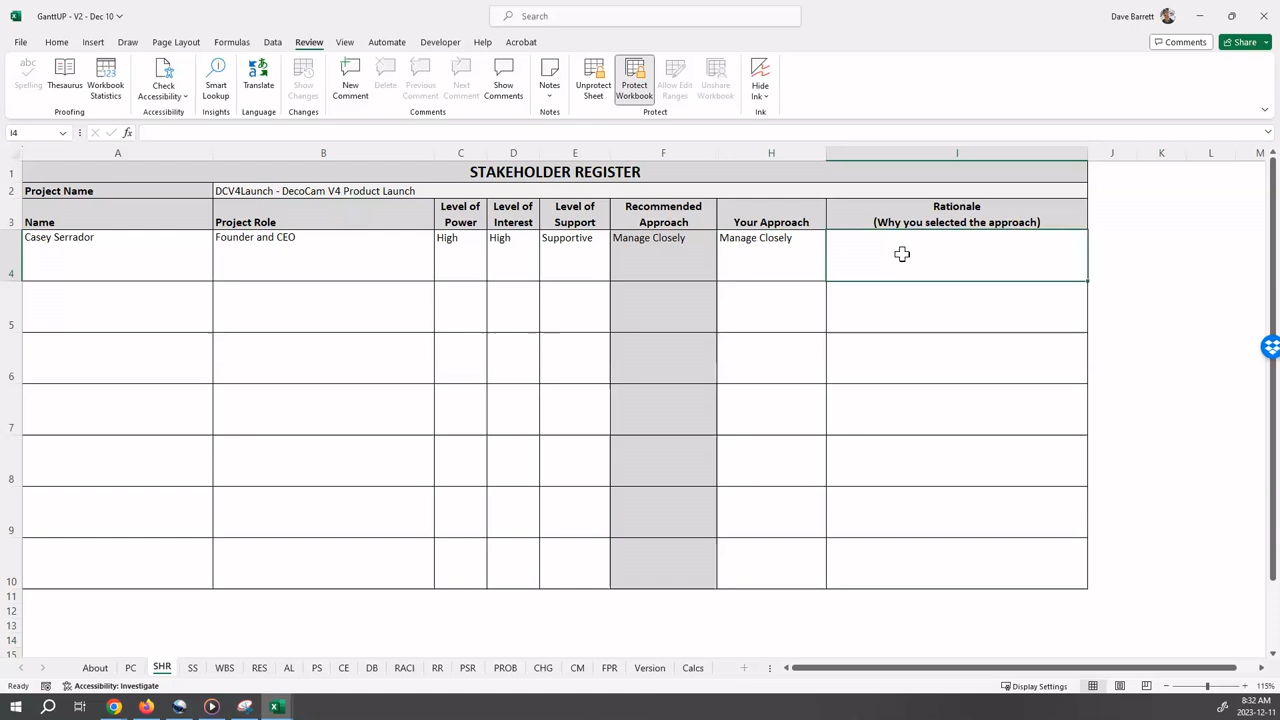 GanttUP - V2 - Dec 10
Search
Dave Barrett
File Home Insert Draw Page Layout Formulas Data Review View Automate Developer Help Acrobat
Comments Share
Spelling Thesaurus Workbook Statistics Check Accessibility Smart Lookup Translate Show Changes New Comment Delete Previous Comment Next Comment Show Comments Notes Unprotect Sheet Protect Workbook Allow Edit Ranges Unshare Workbook Hide Ink
Proofing Accessibility Insights Language Changes Comments Notes Protect Ink
I4 fx
A B C D E F H I J K L M
1 STAKEHOLDER REGISTER
2 Project Name DCV4Launch - DecoCam V4 Product Launch
3 Name Project Role Level of Power Level of Interest Level of Support Recommended Approach Your Approach Rationale (Why you selected the approach)
4 Casey Serrador Founder and CEO High High Supportive Manage Closely Manage Closely
5
6
7
8
9
10
11
12
13
14
15
About PC SHR SS WBS RES AL PS CE DB RACI RR PSR PROB CHG CM FPR Version Calcs
Ready Accessibility: Investigate Display Settings 115%
8:32 AM
2023-12-11